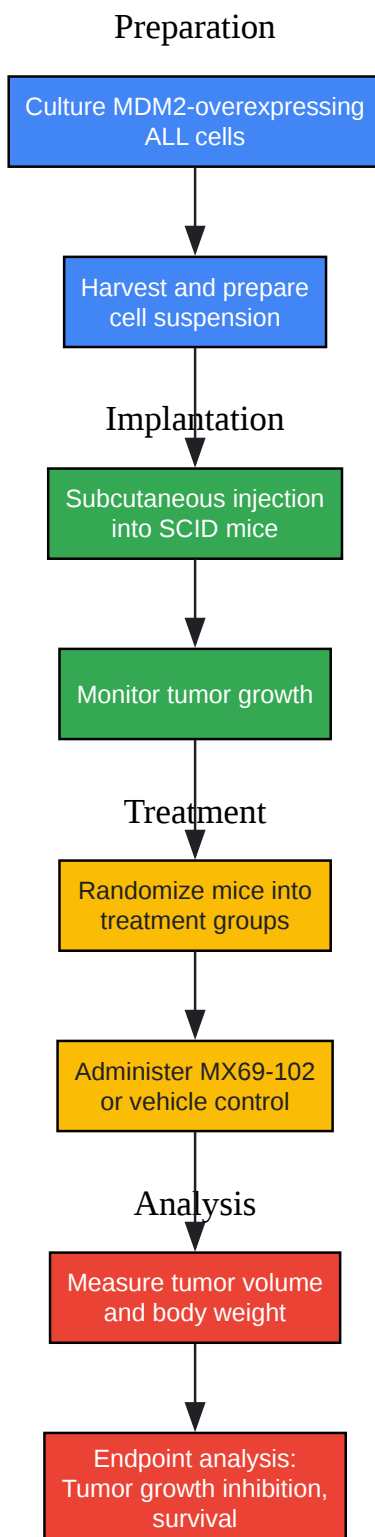 Preparation
Culture MDM2-overexpressing
ALL cells
Harvest and prepare
cell suspension
Implantation
Subcutaneous injection
into SCID mice
Monitor tumor growth
Treatment
Randomize mice into
treatment groups
Administer MX69-102
or vehicle control
Analysis
Measure tumor volume
and body weight
Endpoint analysis:
Tumor growth inhibition,
survival